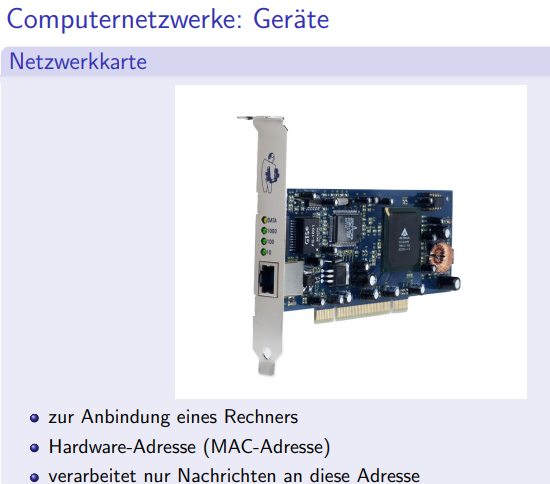 Computernetzwerke: Geräte
Netzwerkkarte
DATA
1000
100
10
zur Anbindung eines Rechners
Hardware-Adresse (MAC-Adresse)
verarbeitet nur Nachrichten an diese Adresse